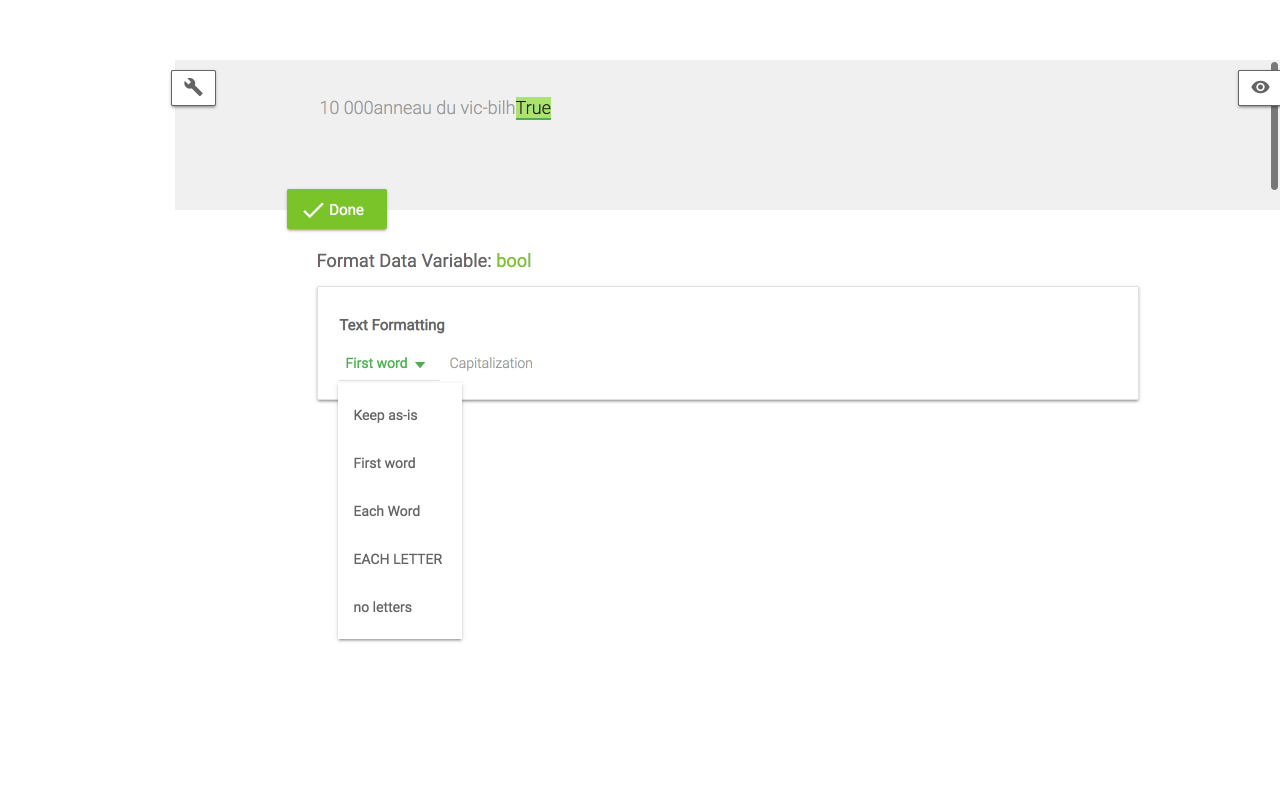 10 000anneau du vic-bilhTrue
Done
Format Data Variable: bool
Text Formatting
First word Capitalization
Keep as-is
First word
Each Word
EACH LETTER
no letters